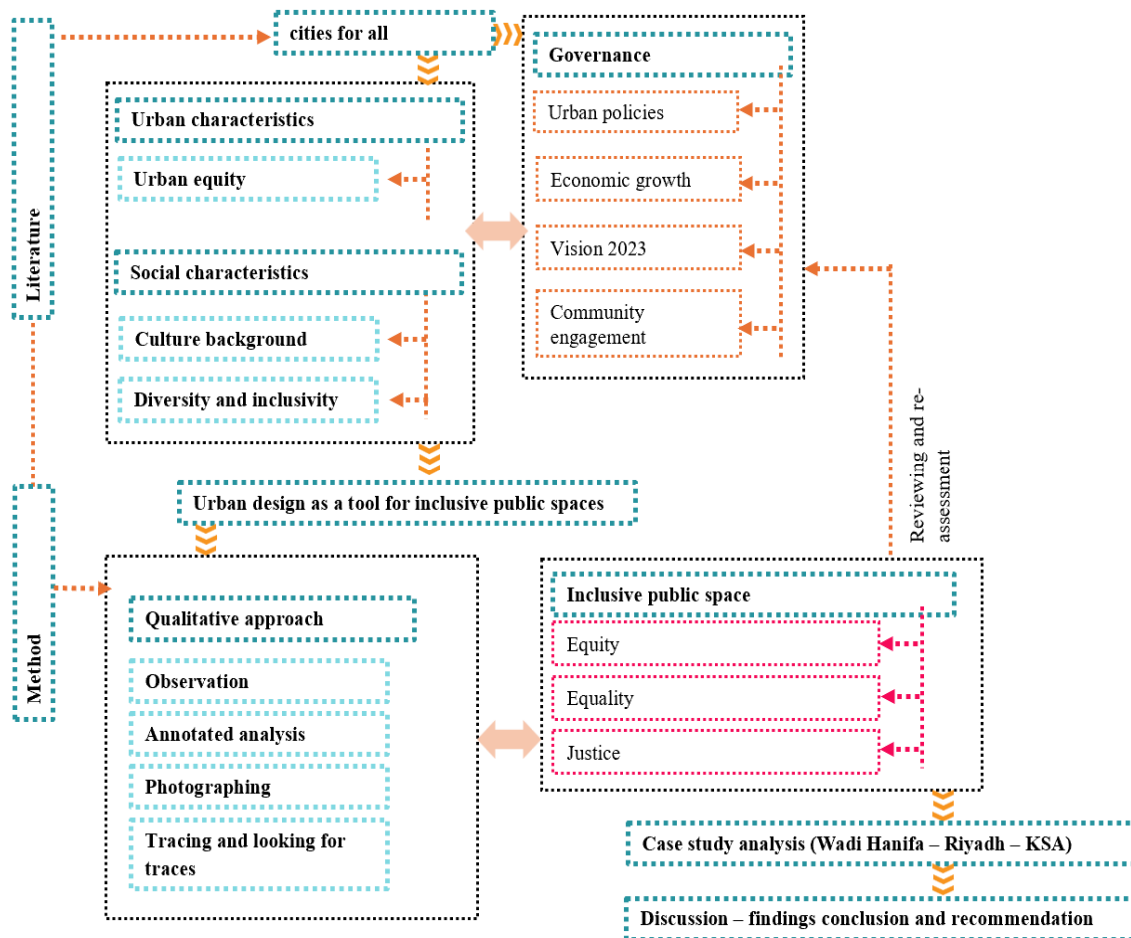 Literature
cities for all
Governance
Urban policies
Economic growth
Vision 2023
Community
engagement
Urban characteristics
Urban equity
Social characteristics
Culture background
Diversity and inclusivity
Urban design as a tool for inclusive public spaces
Method
Qualitative approach
Observation
Annotated analysis
Photographing
Tracing and looking for
traces
Reviewing and re-
assessment
Inclusive public space
Equity
Equality
Justice
Case study analysis (Wadi Hanifa – Riyadh – KSA)
Discussion – findings conclusion and recommendation